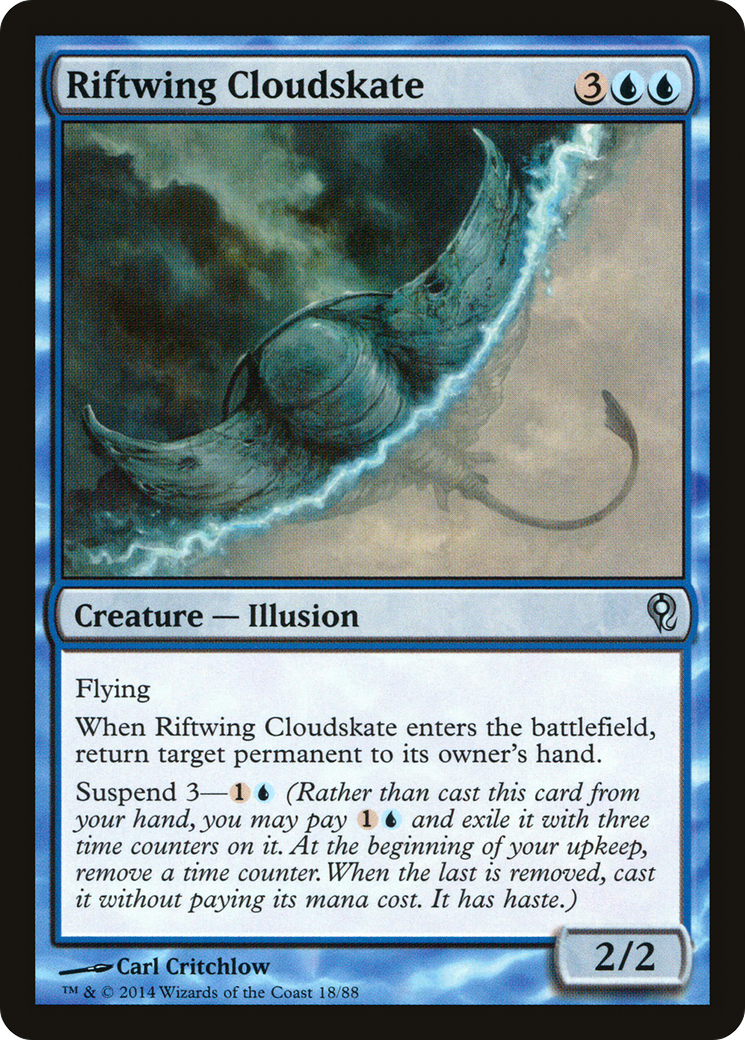 Riftwing Cloudskate 3
Creature — Illusion
Flying
When Riftwing Cloudskate enters the battlefield,
return target permanent to its owner's hand.
Suspend 3—1 (Rather than cast this card from
your hand, you may pay 1 and exile it with three
time counters on it. At the beginning of your upkeep,
remove a time counter. When the last is removed, cast
it without paying its mana cost. It has haste.)
2/2
Carl Critchlow
™ & © 2014 Wizards of the Coast 18/88